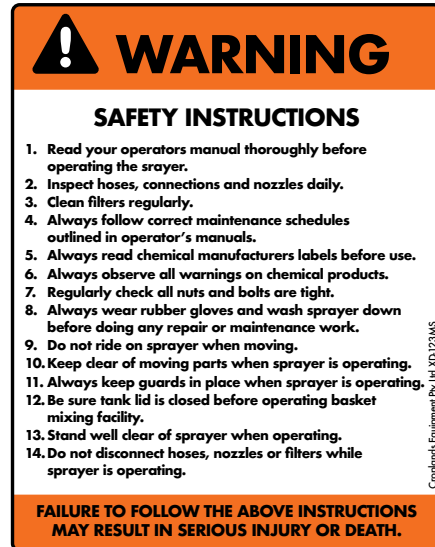 WARNING
SAFETY INSTRUCTIONS
1. Read your operators manual thoroughly before
operating the srayer.
2. Inspect hoses, connections and nozzles daily.
3. Clean filters regularly.
4. Always follow correct maintenance schedules
outlined in operator's manuals.
5. Always read chemical manufacturers labels before use.
6. Always observe all warnings on chemical products.
7. Regularly check all nuts and bolts are tight.
8. Always wear rubber gloves and wash sprayer down
before doing any repair or maintenance work.
9. Do not ride on sprayer when moving.
10. Keep clear of moving parts when sprayer is operating.
11. Always keep guards in place when sprayer is operating.
12. Be sure tank lid is closed before operating basket
mixing facility.
13. Stand well clear of sprayer when operating.
14. Do not disconnect hoses, nozzles or filters while
sprayer is operating.
Croplands Equipment Pty Ltd XDJ23MS
FAILURE TO FOLLOW THE ABOVE INSTRUCTIONS
MAY RESULT IN SERIOUS INJURY OR DEATH.